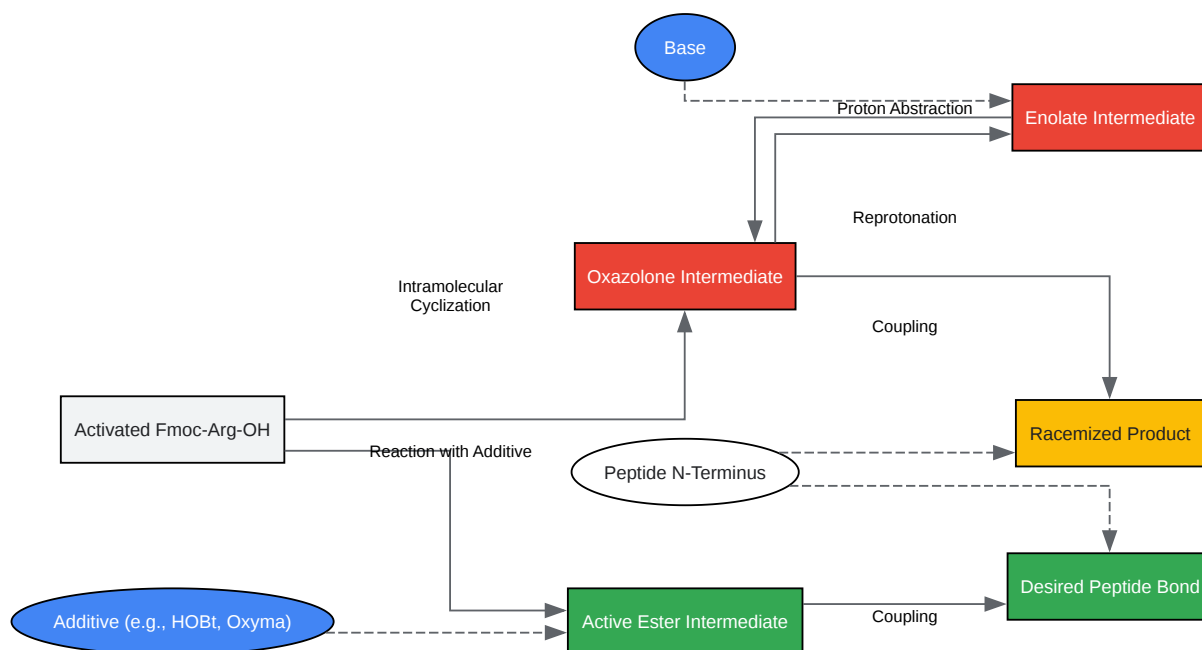 Base
Proton Abstraction
Enolate Intermediate
Reprotonation
Oxazolone Intermediate
Intramolecular
Cyclization
Coupling
Activated Fmoc-Arg-OH
Racemized Product
Reaction with Additive
Peptide N-Terminus
Desired Peptide Bond
Additive (e.g., HOBt, Oxyma)
Active Ester Intermediate
Coupling